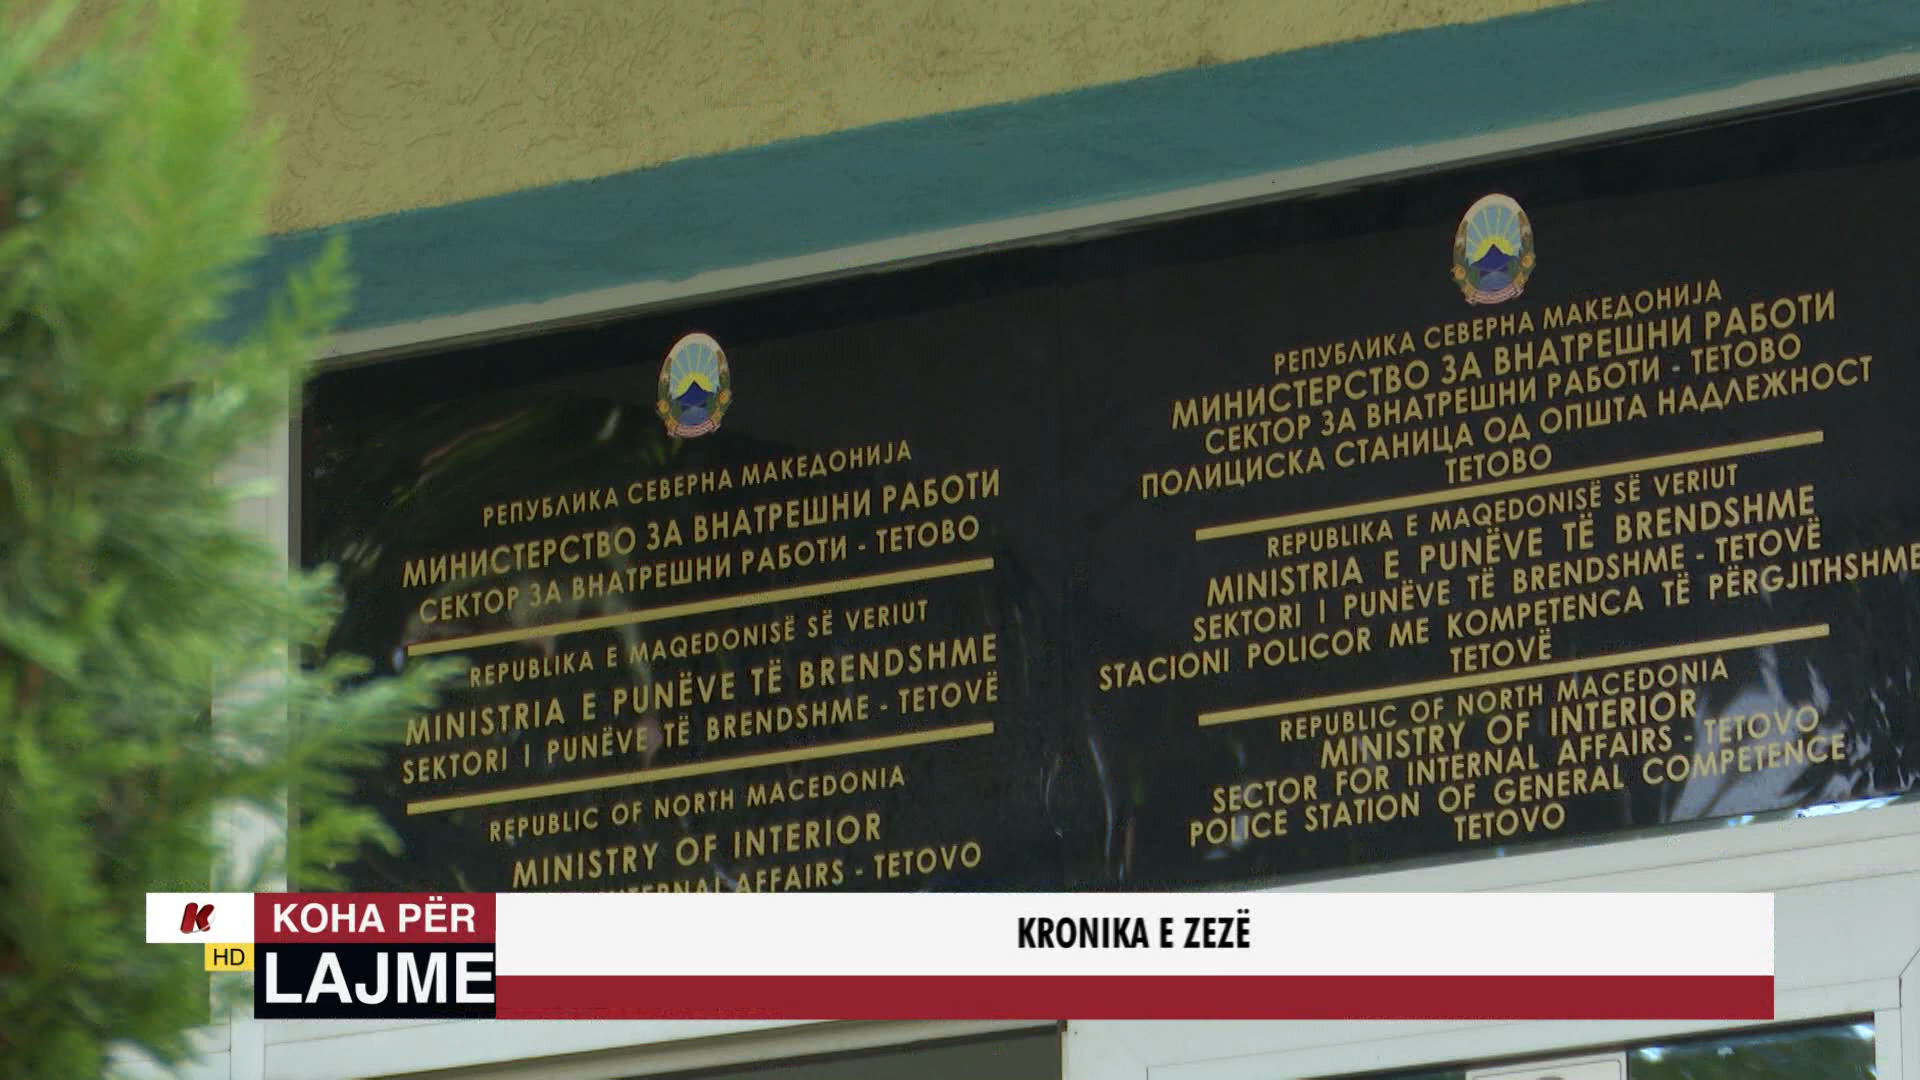 РЕПУБЛИКА СЕВЕРНА МАКЕДОНИЈА
МИНИСТЕРСТВО ЗА ВНАТРЕШНИ РАБОТИ
СЕКТОР ЗА ВНАТРЕШНИ РАБОТИ - ТЕТОВО
REPUBLIKA E MAQEDONISË SË VERIUT
MINISTRIA E PUNËVE TË BRENDSHME
SEKTORI I PUNËVE TË BRENDSHME - TETOVË
REPUBLIC OF NORTH MACEDONIA
MINISTRY OF INTERIOR
INTERNAL AFFAIRS - TETOVO
РЕПУБЛИКА СЕВЕРНА МАКЕДОНИЈА
МИНИСТЕРСТВО ЗА ВНАТРЕШНИ РАБОТИ
СЕКТОР ЗА ВНАТРЕШНИ РАБОТИ - ТЕТОВО
ПОЛИЦИСКА СТАНИЦА ОД ОПШТА НАДЛЕЖНОСТ
ТЕТОВО
REPUBLIKA E MAQEDONISË SË VERIUT
MINISTRIA E PUNËVE TË BRENDSHME
SEKTORI I PUNËVE TË BRENDSHME - TETOVË
STACIONI POLICOR ME KOMPETENCA TË PËRGJITHSHME
TETOVË
REPUBLIC OF NORTH MACEDONIA
MINISTRY OF INTERIOR
SECTOR FOR INTERNAL AFFAIRS - TETOVO
POLICE STATION OF GENERAL COMPETENCE
TETOVO
K
HD
KOHA PËR
LAJME
KRONIKA E ZEZË